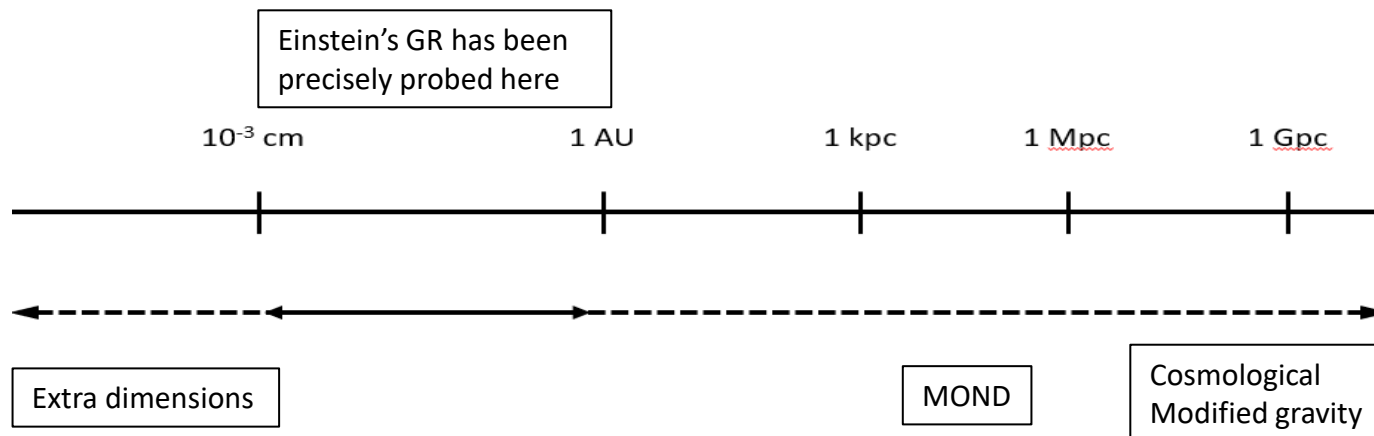 Einstein’s GR has been
precisely probed here
10⁻³ cm 1 AU 1 kpc 1 Mpc 1 Gpc
Extra dimensions
MOND
Cosmological
Modified gravity